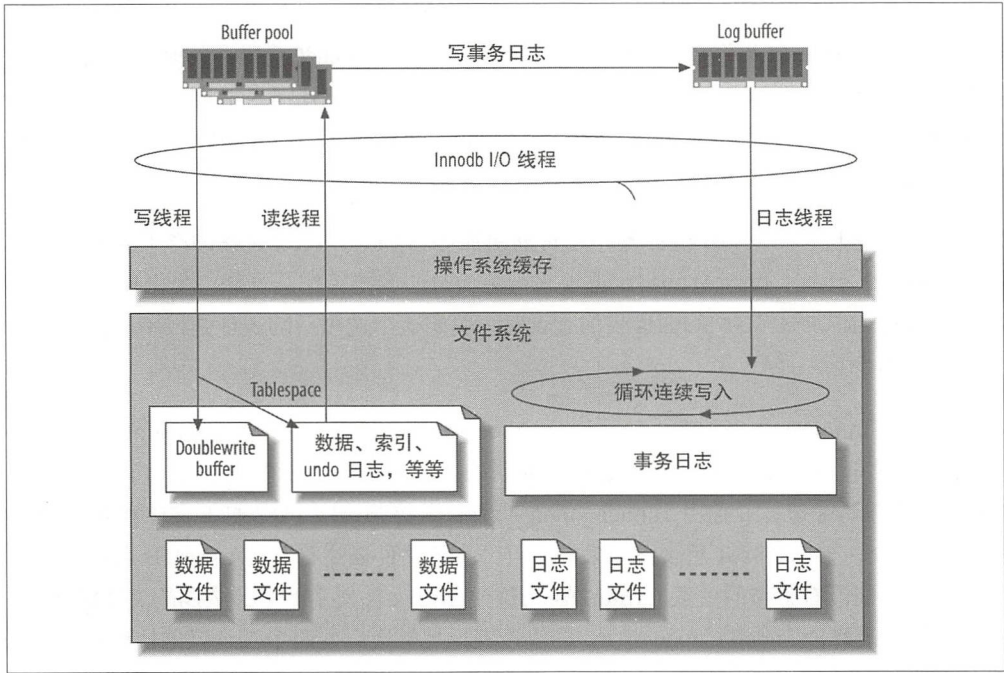 Buffer pool
Log buffer
写事务日志
Innodb I/O 线程
写线程
读线程
日志线程
操作系统缓存
文件系统
Tablespace
循环连续写入
Doublewrite
buffer
数据、索引、
undo 日志，等等
事务日志
数据
文件
数据
文件
数据
文件
日志
文件
日志
文件
日志
文件